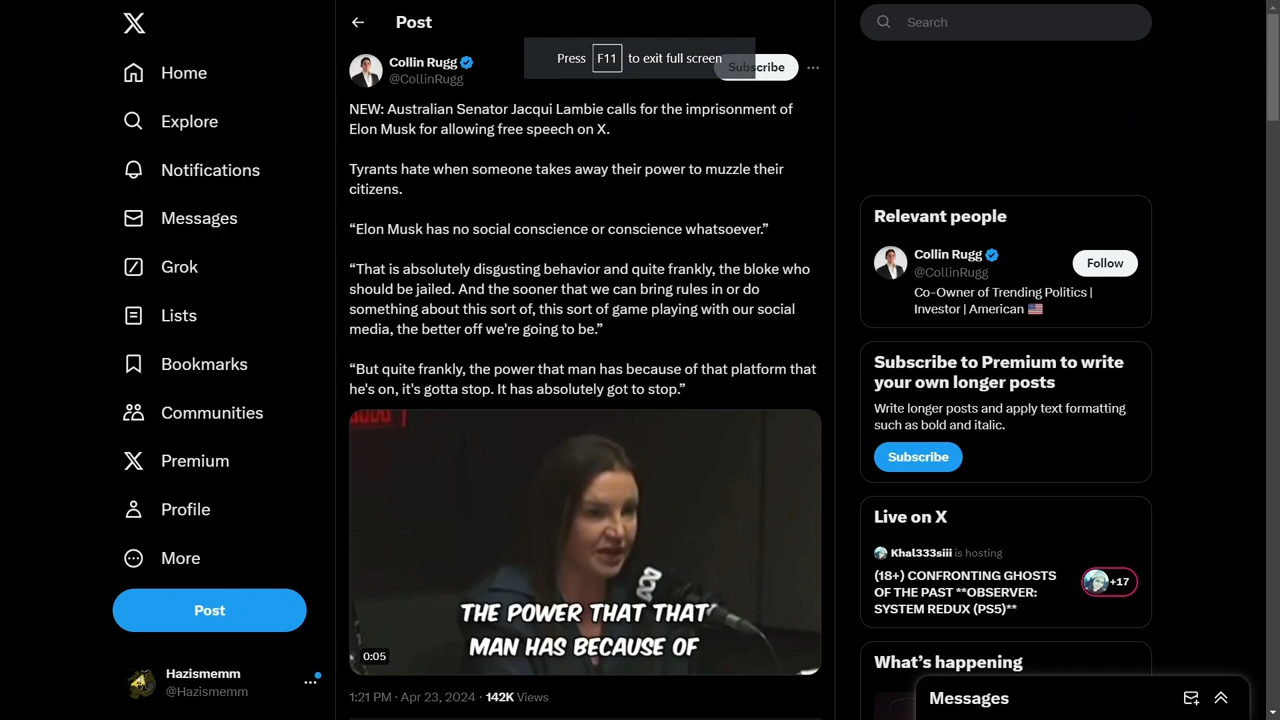 Home
Explore
Notifications
Messages
Grok
Lists
Bookmarks
Communities
Premium
Profile
More
Post
Hazismemm
@Hazismemm
Post
Press F11 to exit full screen
Collin Rugg
@CollinRugg
Subscribe
NEW: Australian Senator Jacqui Lambie calls for the imprisonment of
Elon Musk for allowing free speech on X.
Tyrants hate when someone takes away their power to muzzle their
citizens.
“Elon Musk has no social conscience or conscience whatsoever.”
“That is absolutely disgusting behavior and quite frankly, the bloke who
should be jailed. And the sooner that we can bring rules in or do
something about this sort of, this sort of game playing with our social
media, the better off we're going to be.”
“But quite frankly, the power that man has because of that platform that
he's on, it's gotta stop. It has absolutely got to stop.”
THE POWER THAT THAT
MAN HAS BECAUSE OF
0:05
1:21 PM · Apr 23, 2024 · 142K Views
Search
Relevant people
Collin Rugg
@CollinRugg
Follow
Co-Owner of Trending Politics |
Investor | American 🇺🇸
Subscribe to Premium to write
your own longer posts
Write longer posts and apply text formatting
such as bold and italic.
Subscribe
Live on X
Khal333siii is hosting
(18+) CONFRONTING GHOSTS
OF THE PAST **OBSERVER:
SYSTEM REDUX (PS5)**
+17
What’s happening
Messages